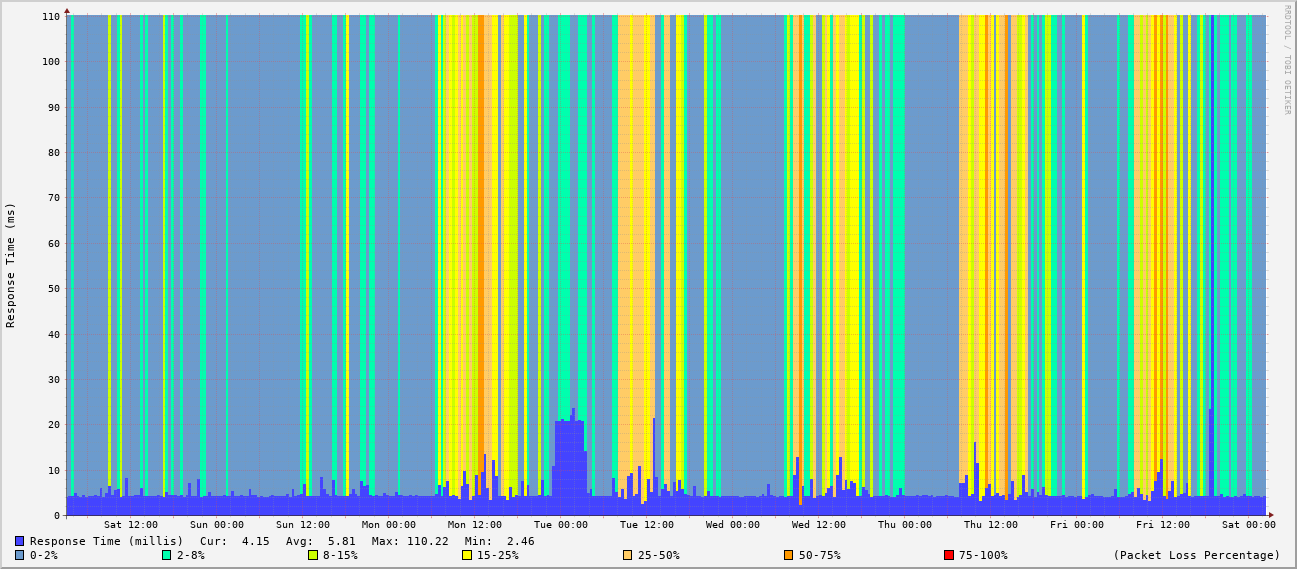 RRDTOOL / TOBI OETIKER
Response Time (ms)
110
100
90
80
70
60
50
40
30
20
10
0
Sat 12:00 Sun 00:00 Sun 12:00 Mon 00:00 Mon 12:00 Tue 00:00 Tue 12:00 Wed 00:00 Wed 12:00 Thu 00:00 Thu 12:00 Fri 00:00 Fri 12:00 Sat 00:00
Response Time (millis) Cur: 4.15 Avg: 5.81 Max: 110.22 Min: 2.46
0-2% 2-8% 8-15% 15-25% 25-50% 50-75% 75-100% (Packet Loss Percentage)